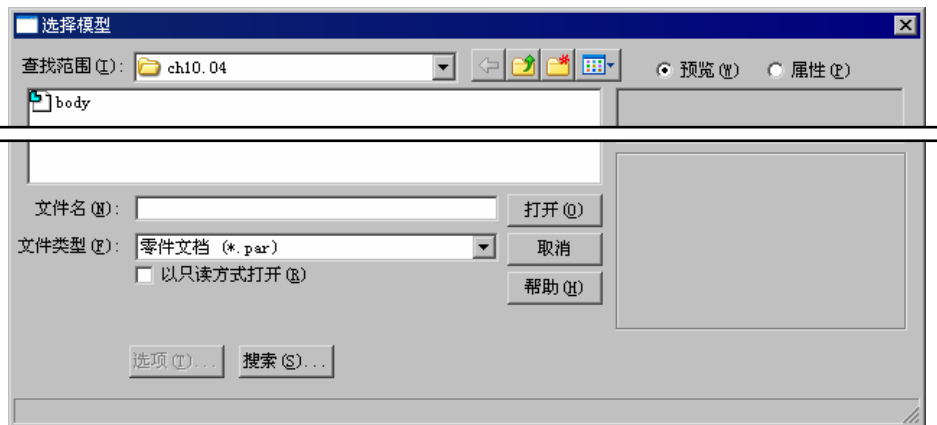 选择模型
查找范围(I): ch10.04 预览(W) 属性(P)
body
文件名(N): 打开(O)
文件类型(F): 零件文档 (*.par) 取消
以只读方式打开(R) 帮助(H)
选项(T)... 搜索(S)...